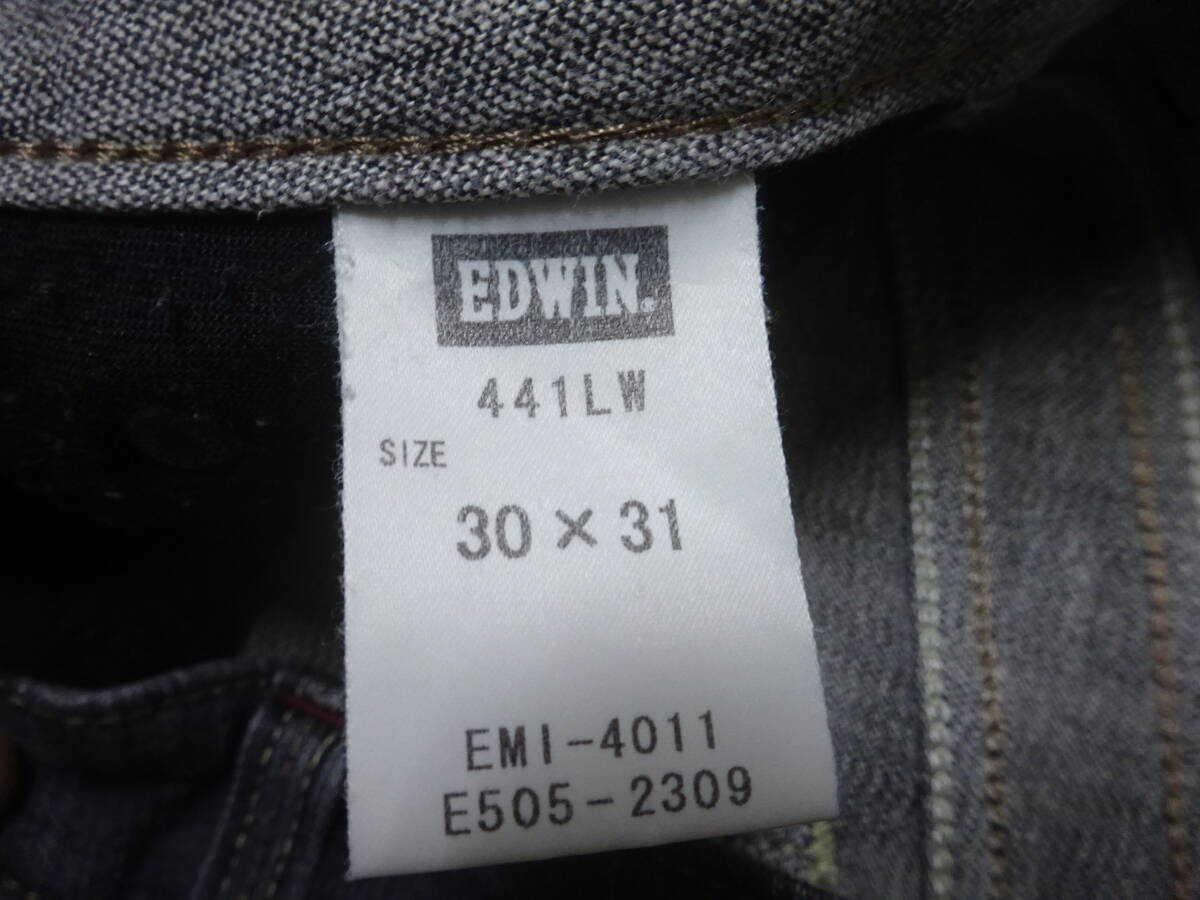 EDWIN®
441LW
SIZE
30×31
EMI-4011
E505-2309